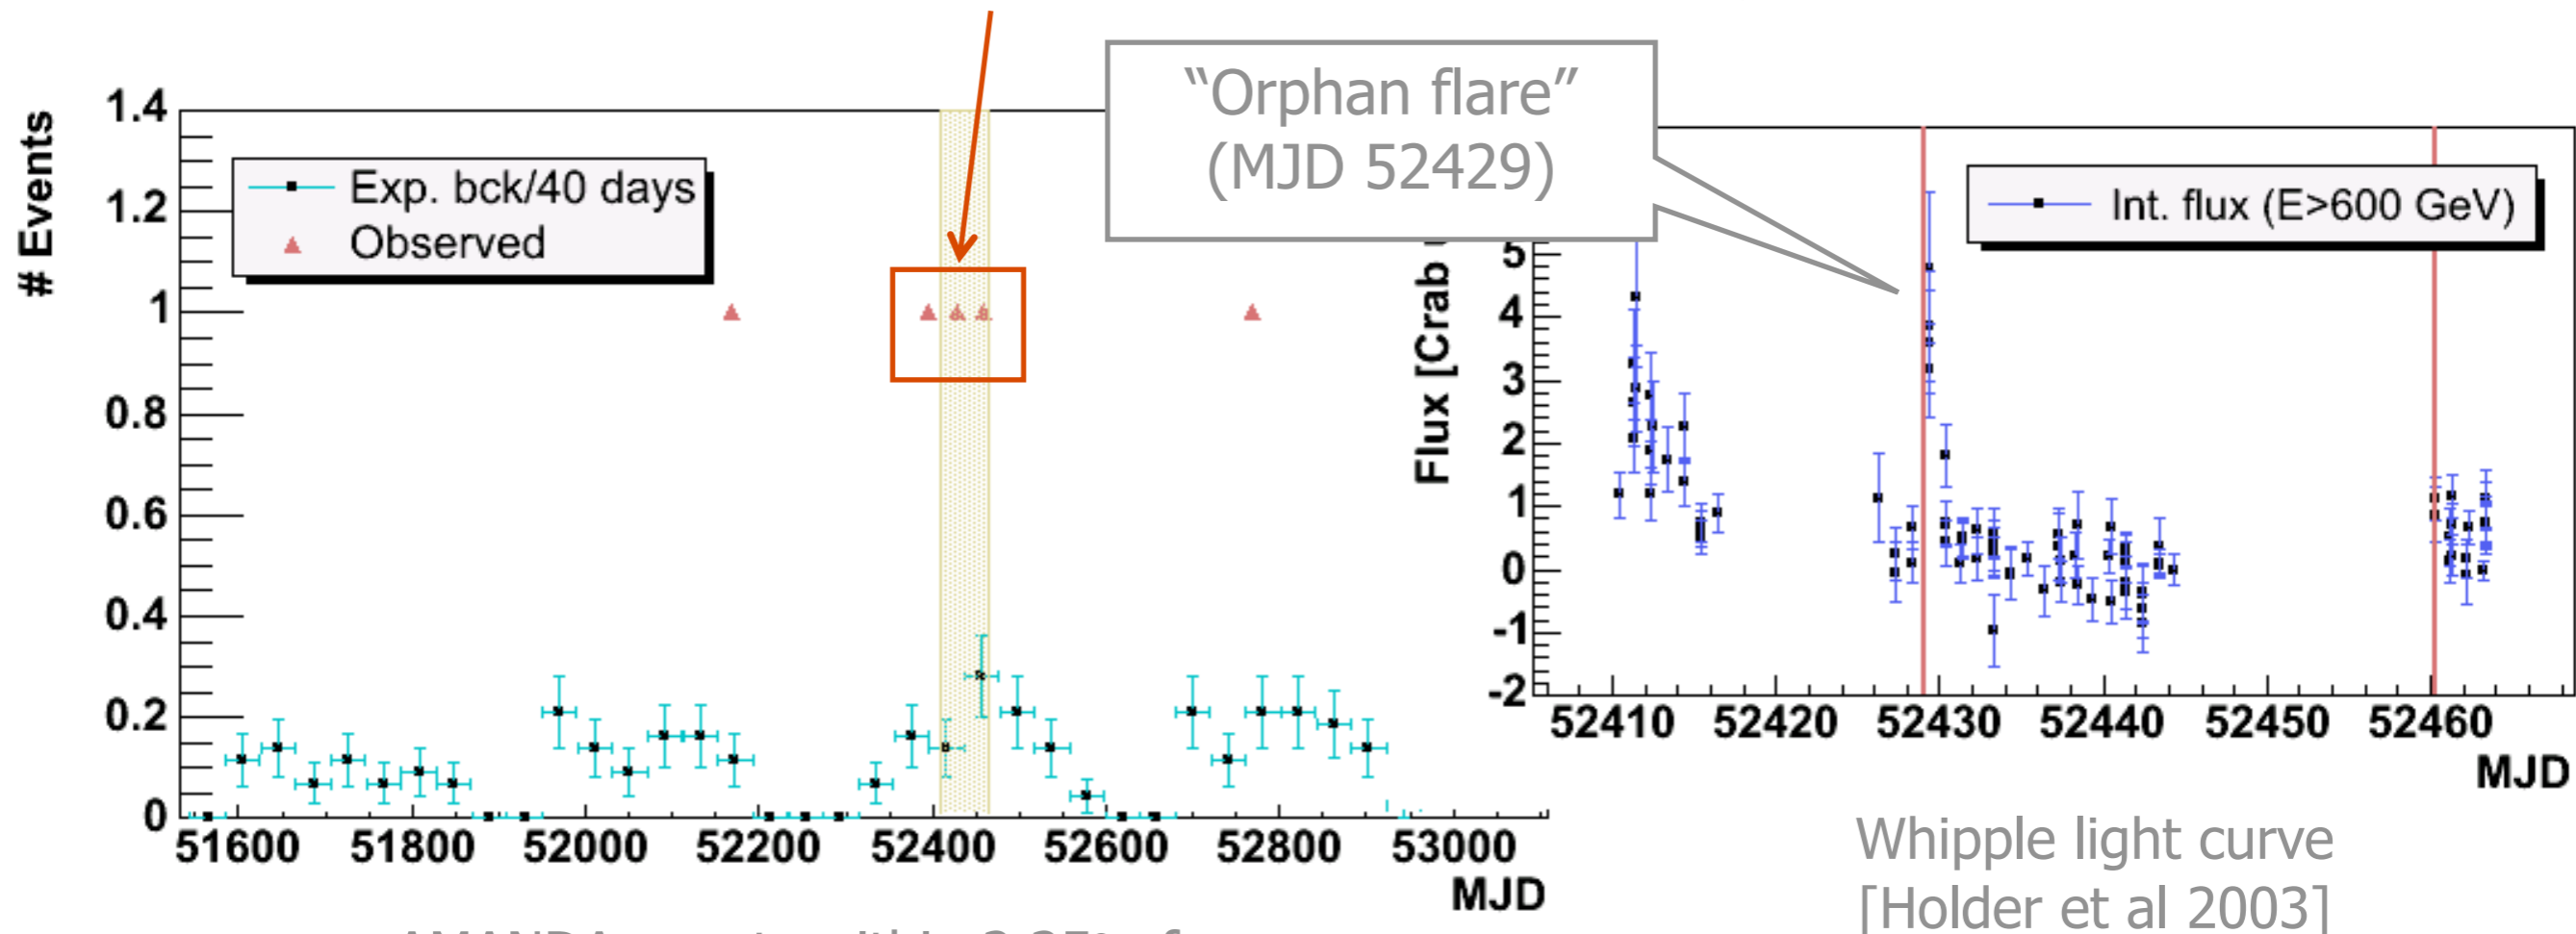 # Events
1.4
1.2
1
0.8
0.6
0.4
0.2
0
Exp. bck/40 days
Observed
51600 51800 52000 52200 52400 52600 52800 53000
MJD
“Orphan flare”
(MJD 52429)
Flux [Crab
5
4
3
2
1
0
-1
-2
Int. flux (E>600 GeV)
52410 52420 52430 52440 52450 52460
MJD
Whipple light curve
[Holder et al 2003]